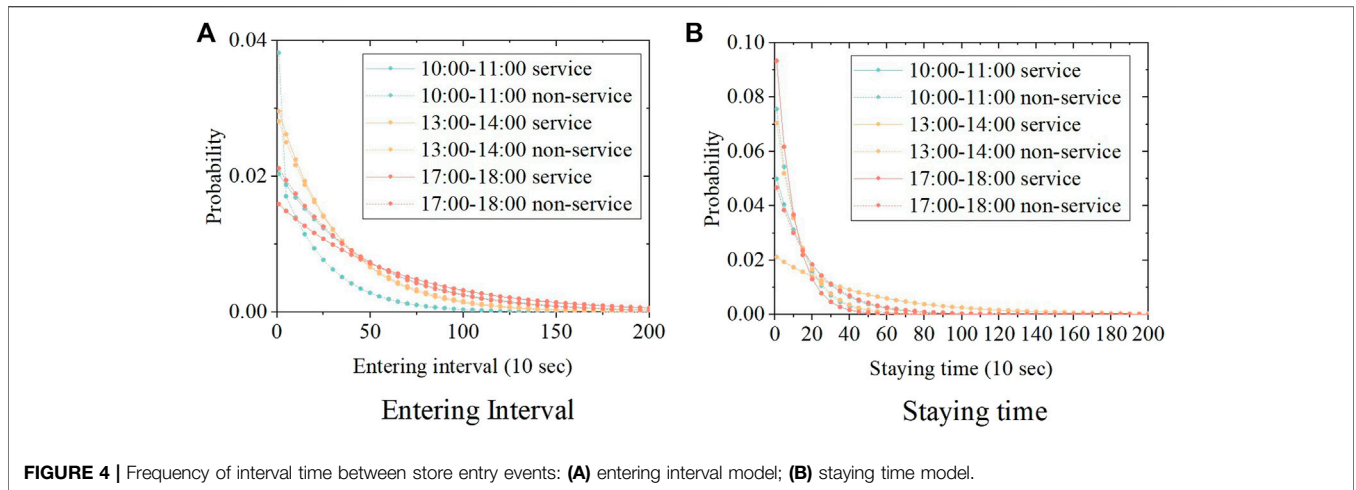 A
0.04
0.02
0.00
Probability
10:00-11:00 service
10:00-11:00 non-service
13:00-14:00 service
13:00-14:00 non-service
17:00-18:00 service
17:00-18:00 non-service
0 50 100 150 200
Entering interval (10 sec)
Entering Interval
B
0.10
0.08
0.06
0.04
0.02
0.00
Probability
10:00-11:00 service
10:00-11:00 non-service
13:00-14:00 service
13:00-14:00 non-service
17:00-18:00 service
17:00-18:00 non-service
0 20 40 60 80 100 120 140 160 180 200
Staying time (10 sec)
Staying time
FIGURE 4 | Frequency of interval time between store entry events: (A) entering interval model; (B) staying time model.